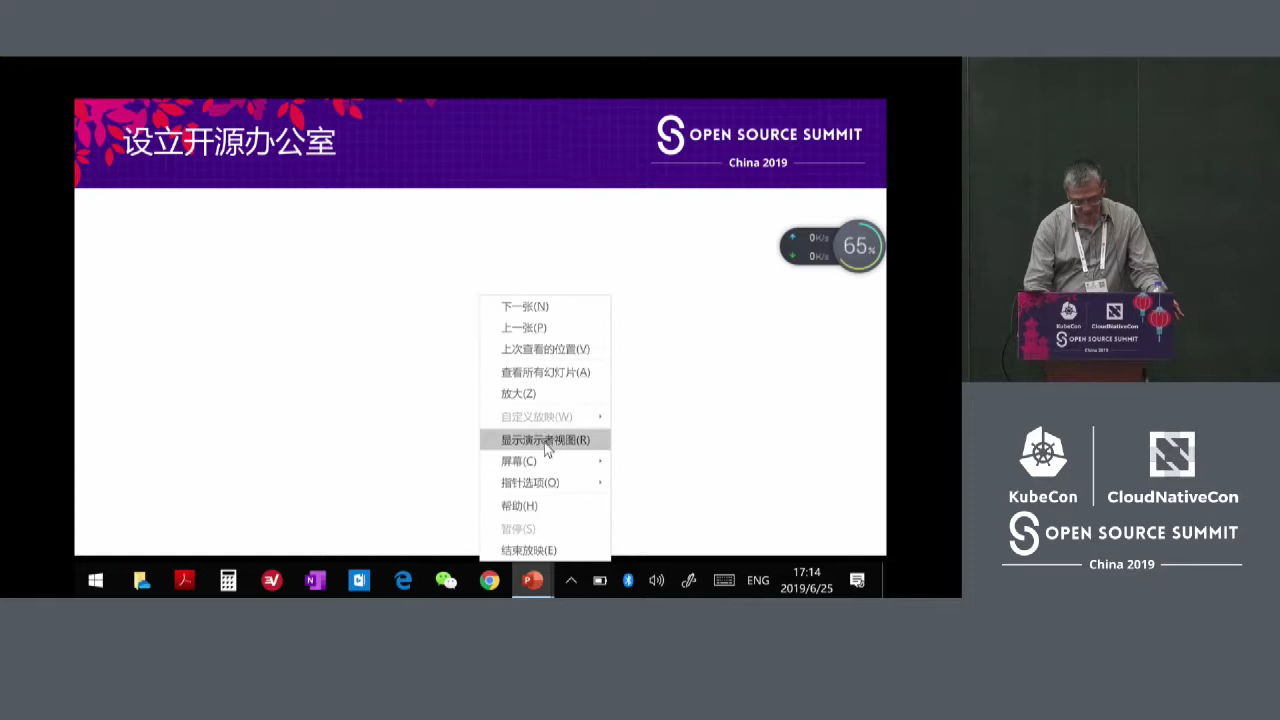 设立开源办公室
OPEN SOURCE SUMMIT
China 2019
0K/s
0K/s
65%
下一张(N)
上一张(P)
上次查看的位置(V)
查看所有幻灯片(A)
放大(Z)
自定义放映(W)
显示演示者视图(R)
屏幕(C)
指针选项(O)
帮助(H)
暂停(S)
结束放映(E)
ENG
17:14
2019/6/25
KubeCon
CloudNativeCon
OPEN SOURCE SUMMIT
China 2019
KubeCon
CloudNativeCon
OPEN SOURCE SUMMIT
China 2019